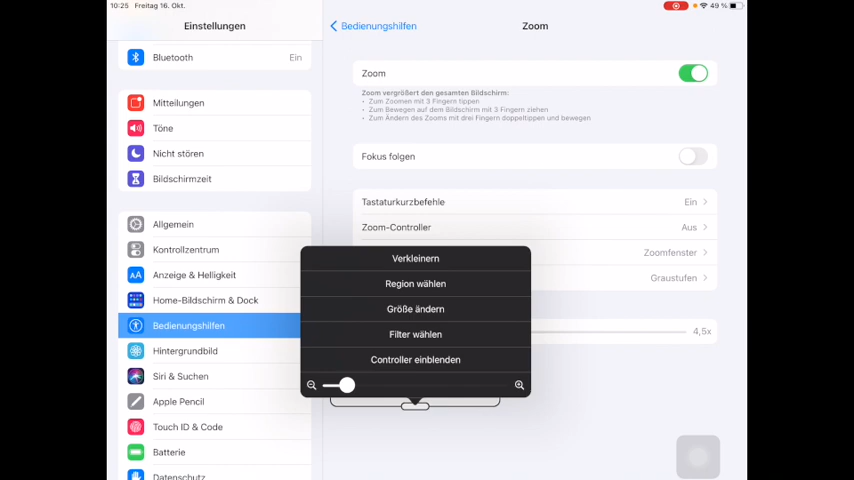 10:25 Freitag 16. Okt.
49 %
Einstellungen
Bedienungshilfen
Zoom
Bluetooth
Ein
Mitteilungen
Töne
Nicht stören
Bildschirmzeit
Allgemein
Kontrollzentrum
AA
Anzeige & Helligkeit
Home-Bildschirm & Dock
Bedienungshilfen
Hintergrundbild
Siri & Suchen
Apple Pencil
Touch ID & Code
Batterie
Datenschutz
Zoom
Zoom vergrößert den gesamten Bildschirm:
• Zum Zoomen mit 3 Fingern tippen
• Zum Bewegen auf dem Bildschirm mit 3 Fingern ziehen
• Zum Ändern des Zooms mit drei Fingern doppeltippen und bewegen
Fokus folgen
Tastaturkurzbefehle
Ein
Zoom-Controller
Aus
Zoomfenster
Graustufen
4,5x
Verkleinern
Region wählen
Größe ändern
Filter wählen
Controller einblenden